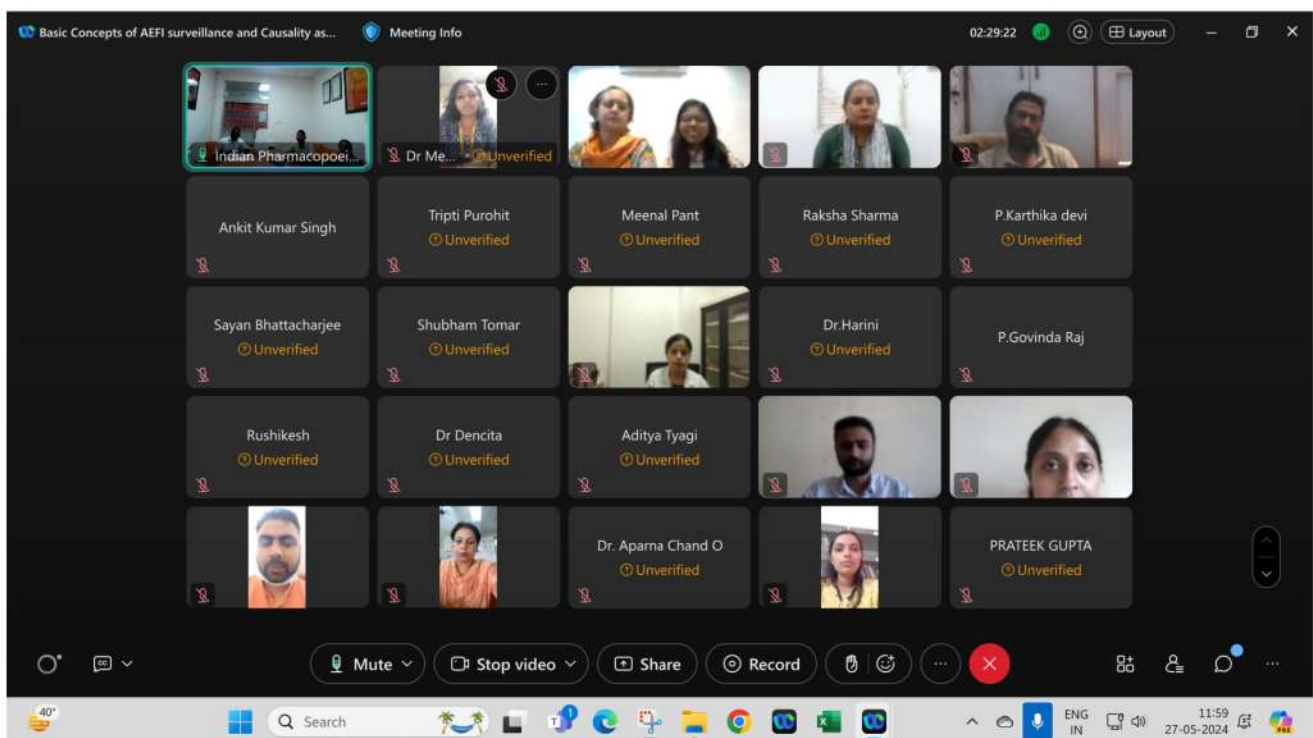 Basic Concepts of AEFI surveillance and Causality as...
Meeting Info
02:29:22
Layout
Indian Pharmacopoei...
Dr Me...
Unverified
Ankit Kumar Singh
Tripti Purohit
Unverified
Meenal Pant
Unverified
Raksha Sharma
Unverified
P.Karthika devi
Unverified
Sayan Bhattacharjee
Unverified
Shubham Tomar
Unverified
Dr.Harini
Unverified
P.Govinda Raj
Rushikesh
Unverified
Dr Dencita
Unverified
Aditya Tyagi
Unverified
Dr. Aparna Chand O
Unverified
PRATEEK GUPTA
Unverified
CC
Mute
Stop video
Share
Record
40°
Search
1
ENG
IN
11:59
27-05-2024
PRE